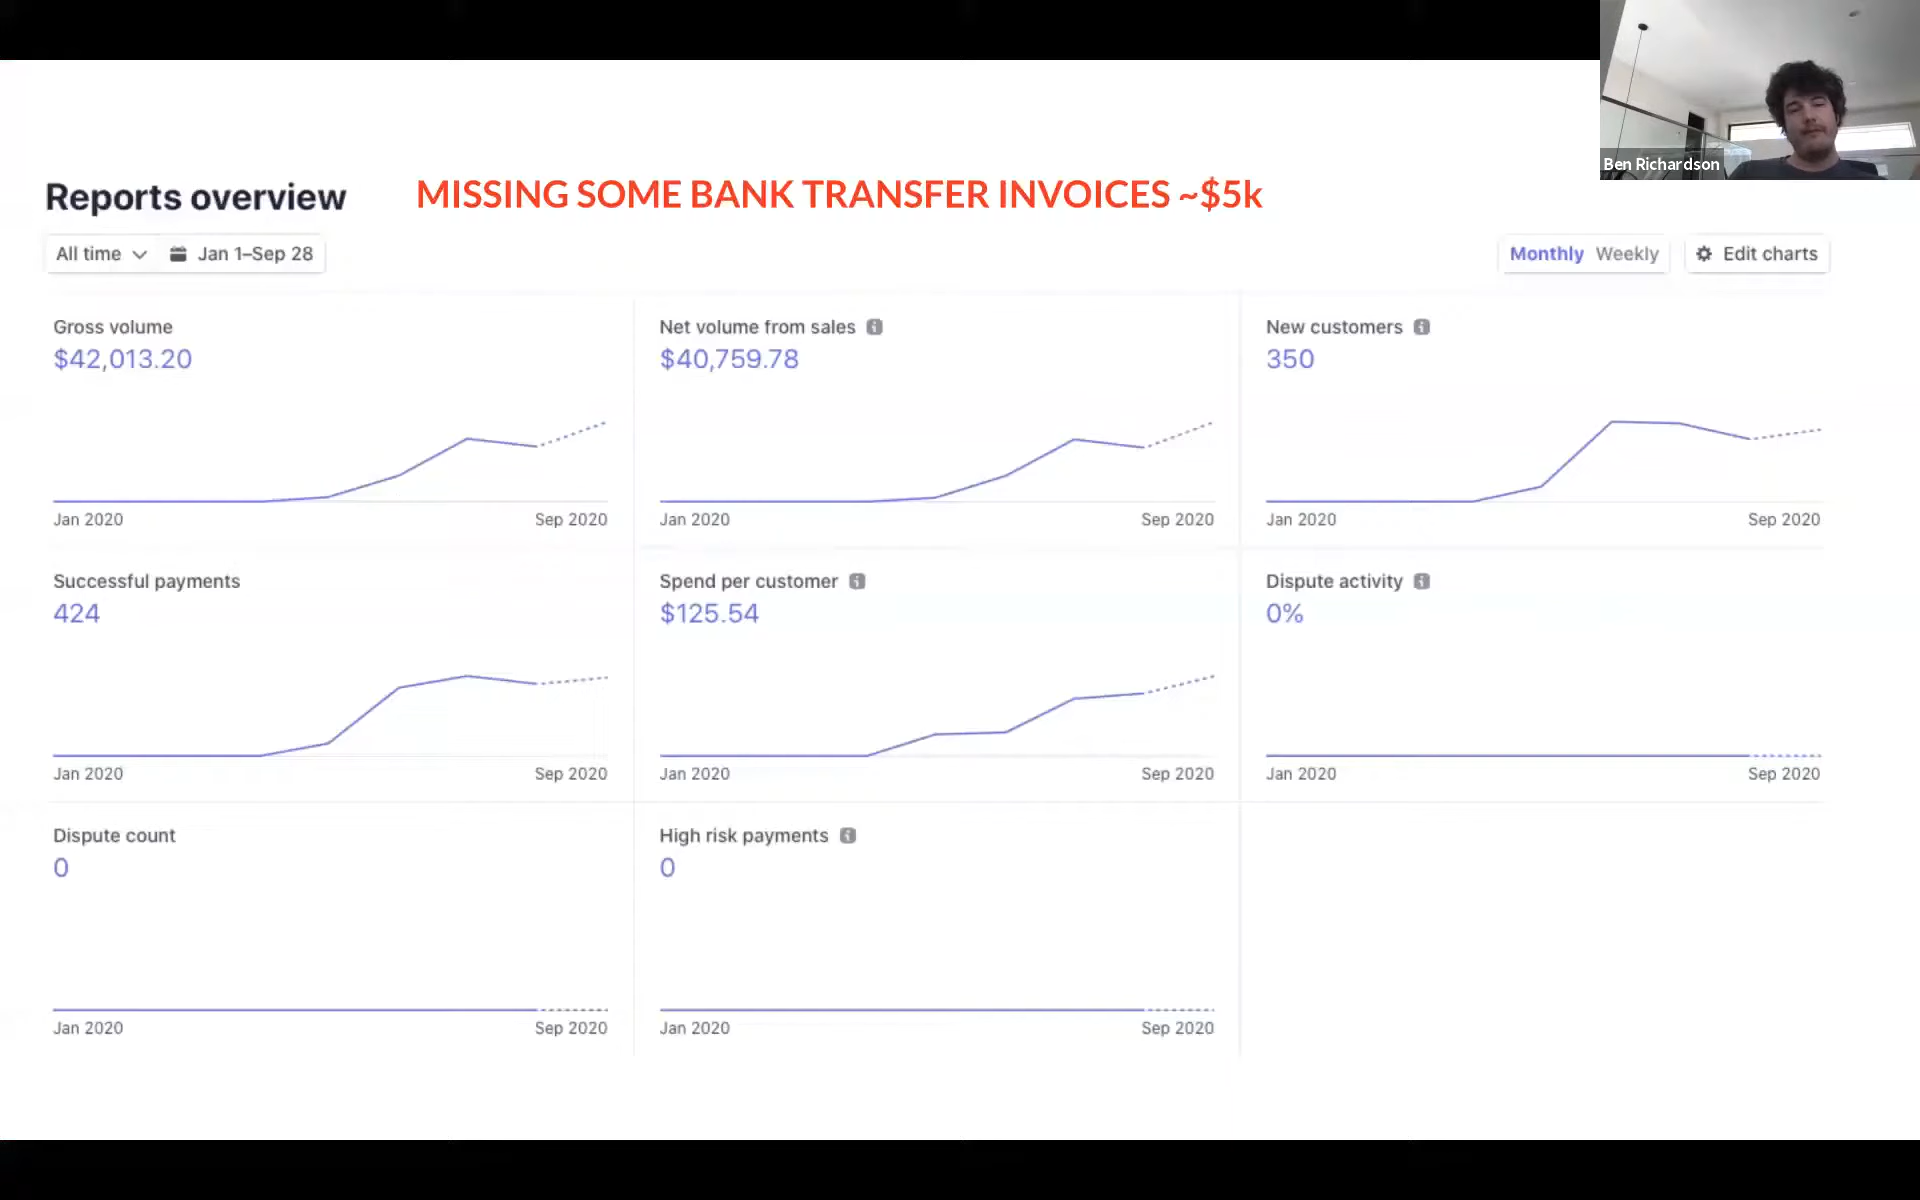 Ben Richardson
Reports overview
MISSING SOME BANK TRANSFER INVOICES ~$5k
All time
Jan 1–Sep 28
Monthly Weekly
Edit charts
Gross volume
$42,013.20
Jan 2020
Sep 2020
Net volume from sales
$40,759.78
Jan 2020
Sep 2020
New customers
350
Jan 2020
Sep 2020
Successful payments
424
Jan 2020
Sep 2020
Spend per customer
$125.54
Jan 2020
Sep 2020
Dispute activity
0%
Jan 2020
Sep 2020
Dispute count
0
Jan 2020
Sep 2020
High risk payments
0
Jan 2020
Sep 2020